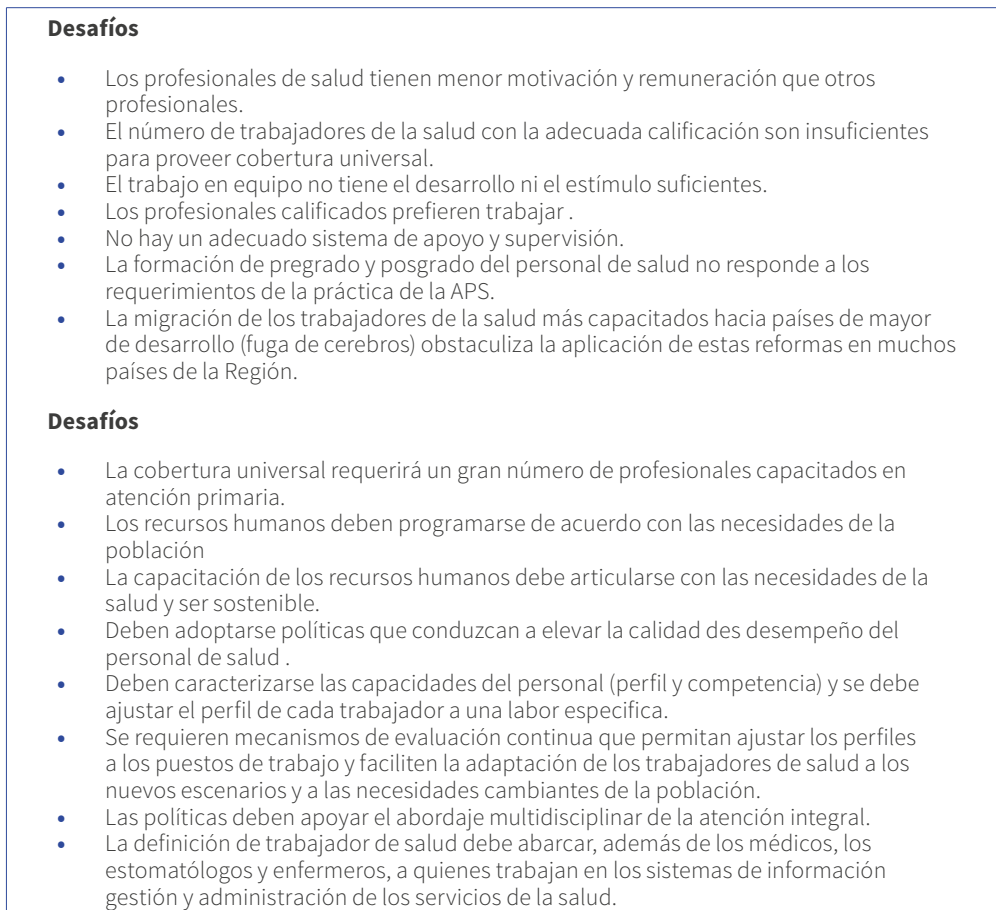 Desafíos
• Los profesionales de salud tienen menor motivación y remuneración que otros
profesionales.
• El número de trabajadores de la salud con la adecuada calificación son insuficientes
para proveer cobertura universal.
• El trabajo en equipo no tiene el desarrollo ni el estímulo suficientes.
• Los profesionales calificados prefieren trabajar .
• No hay un adecuado sistema de apoyo y supervisión.
• La formación de pregrado y posgrado del personal de salud no responde a los
requerimientos de la práctica de la APS.
• La migración de los trabajadores de la salud más capacitados hacia países de mayor
de desarrollo (fuga de cerebros) obstaculiza la aplicación de estas reformas en muchos
países de la Región.
Desafíos
• La cobertura universal requerirá un gran número de profesionales capacitados en
atención primaria.
• Los recursos humanos deben programarse de acuerdo con las necesidades de la
población
• La capacitación de los recursos humanos debe articularse con las necesidades de la
salud y ser sostenible.
• Deben adoptarse políticas que conduzcan a elevar la calidad des desempeño del
personal de salud .
• Deben caracterizarse las capacidades del personal (perfil y competencia) y se debe
ajustar el perfil de cada trabajador a una labor especifica.
• Se requieren mecanismos de evaluación continua que permitan ajustar los perfiles
a los puestos de trabajo y faciliten la adaptación de los trabajadores de salud a los
nuevos escenarios y a las necesidades cambiantes de la población.
• Las políticas deben apoyar el abordaje multidisciplinar de la atención integral.
• La definición de trabajador de salud debe abarcar, además de los médicos, los
estomatólogos y enfermeros, a quienes trabajan en los sistemas de información
gestión y administración de los servicios de la salud.